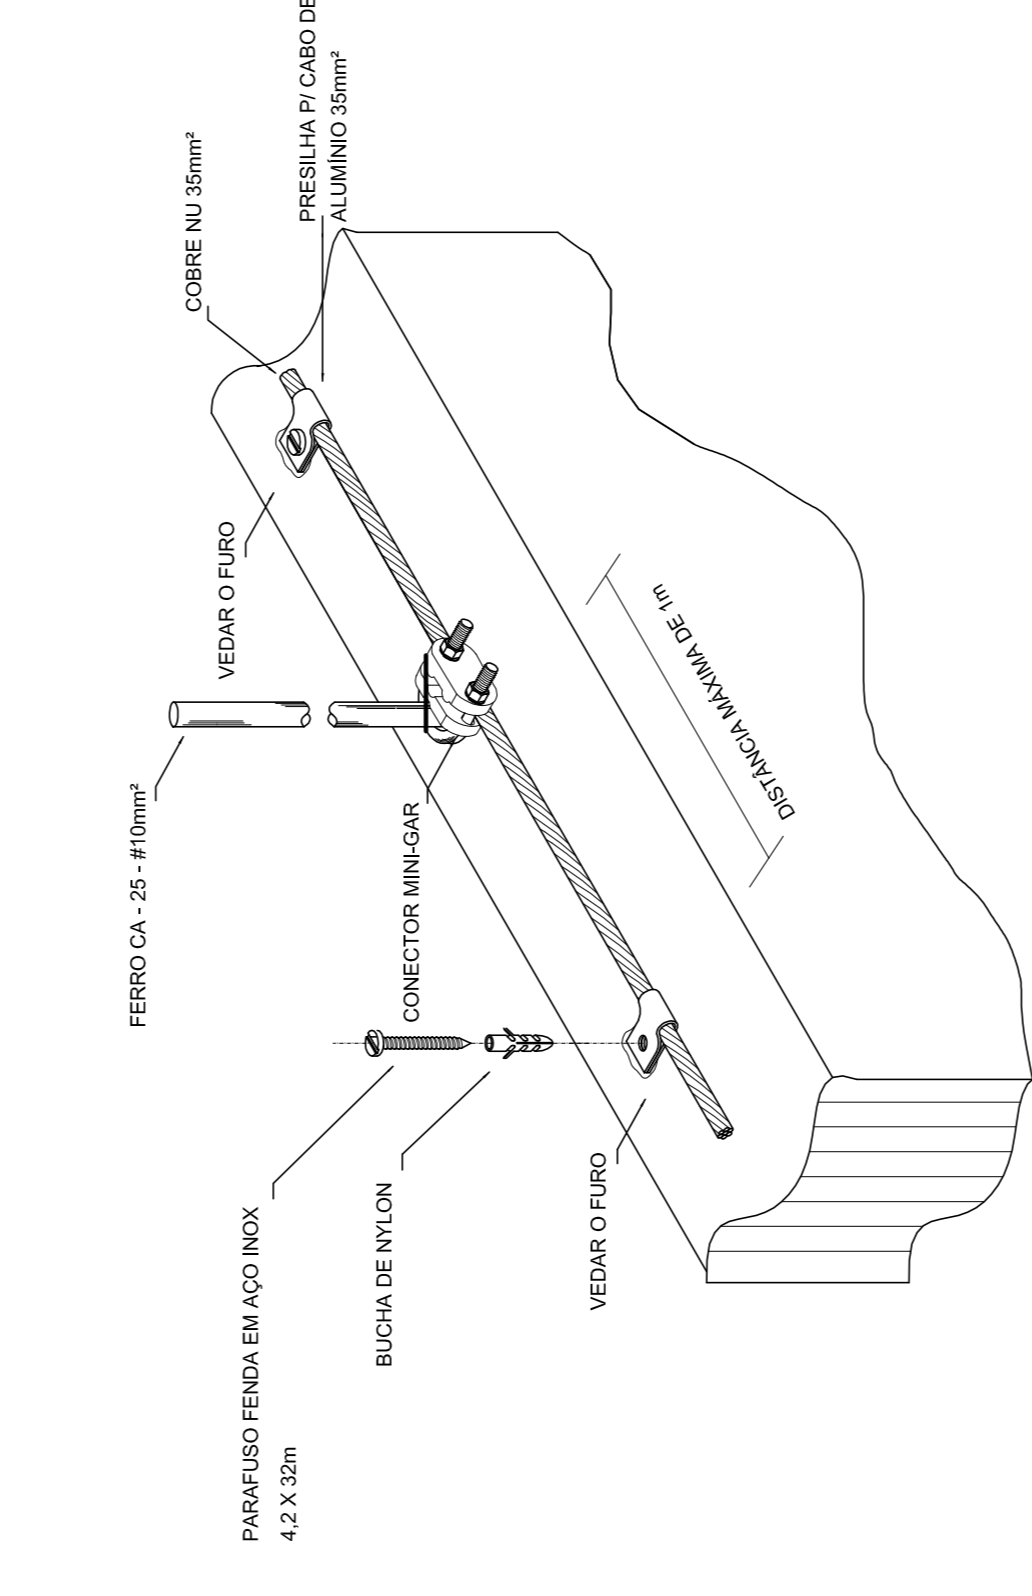 FERRO CA - 25 - #10mm²
COBRE NU 35mm²
PRESILHA P/ CABO DE
ALUMÍNIO 35mm²
VEDAR O FURO
PARAFUSO FENDA EM AÇO INOX
4,2 X 32m
BUCHA DE NYLON
CONECTOR MINI-GAR
VEDAR O FURO
DISTÂNCIA MÁXIMA DE 1m